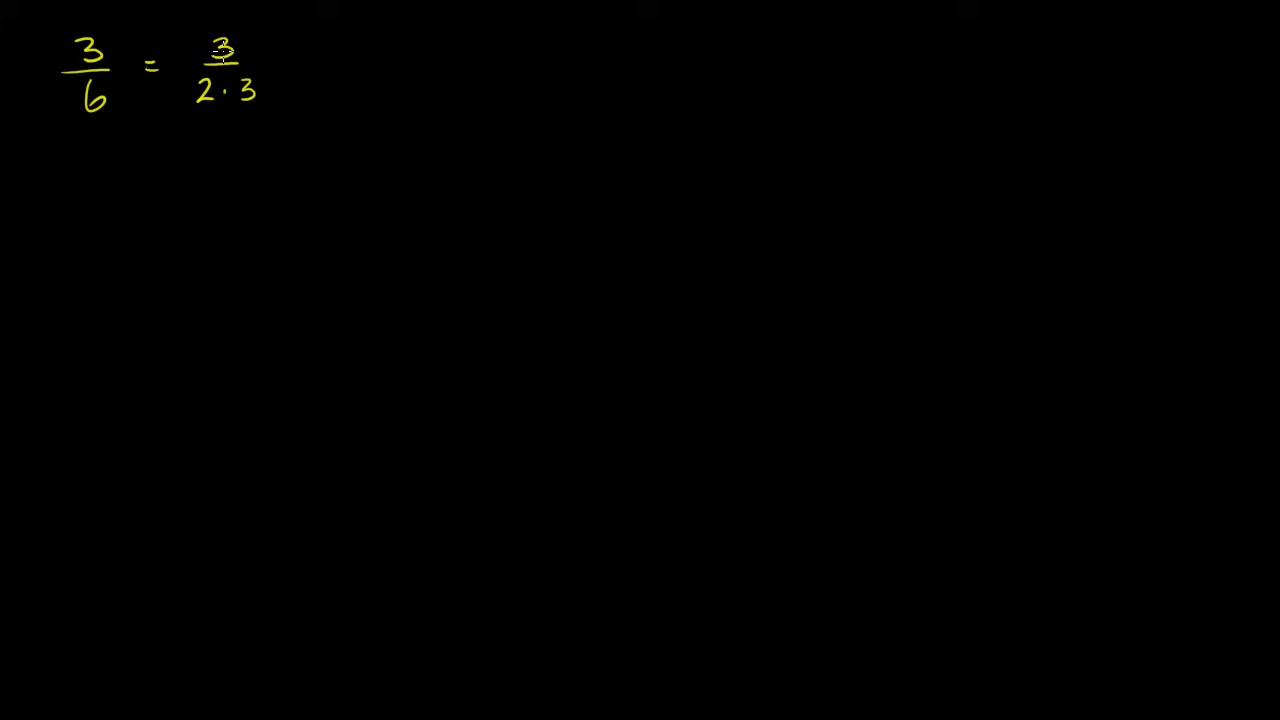 3/6 = 3/(2 · 3)